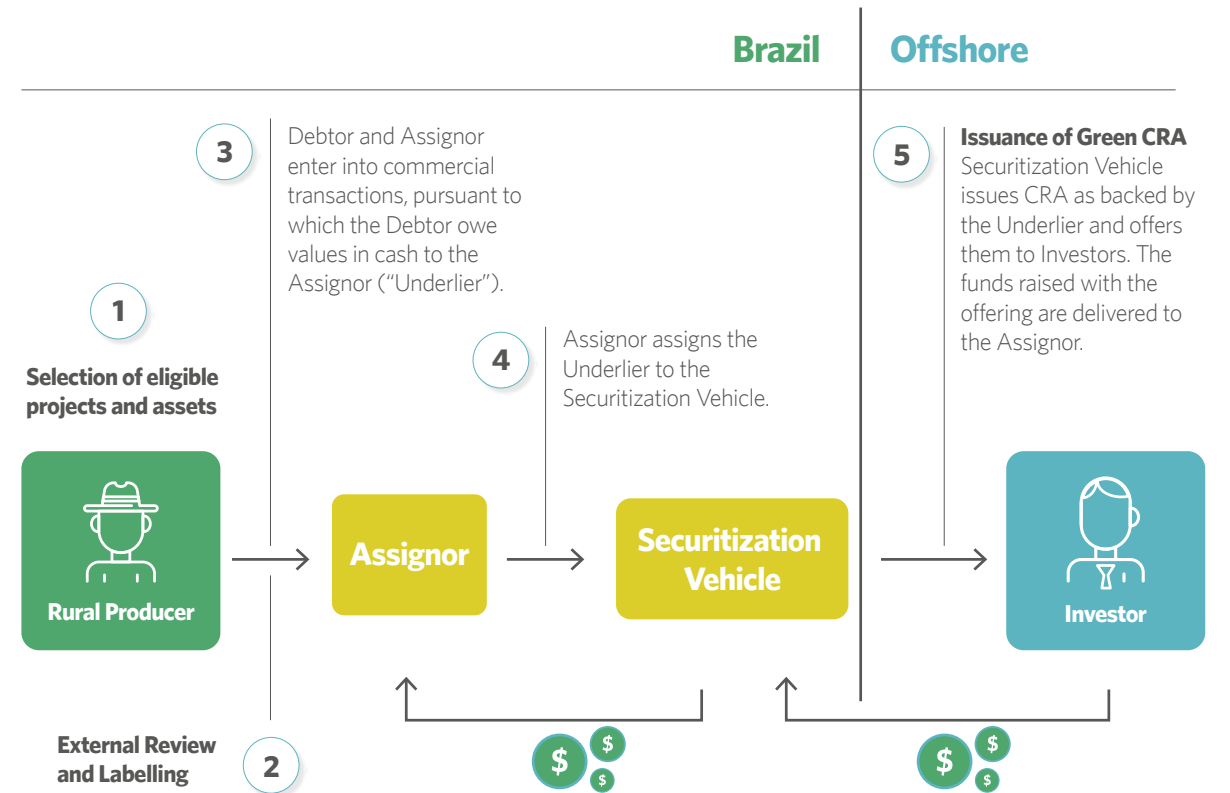 Brazil
Offshore
3
Debtor and Assignor
enter into commercial
transactions, pursuant to
which the Debtor owe
values in cash to the
Assignor (“Underlier”).
5
Issuance of Green CRA
Securitization Vehicle
issues CRA as backed by
the Underlier and offers
them to Investors. The
funds raised with the
offering are delivered to
the Assignor.
1
Selection of eligible
projects and assets
4
Assignor assigns the
Underlier to the
Securitization Vehicle.
Rural Producer
Assignor
Securitization
Vehicle
Investor
External Review
and Labelling
2
$
$
$
$
$
$